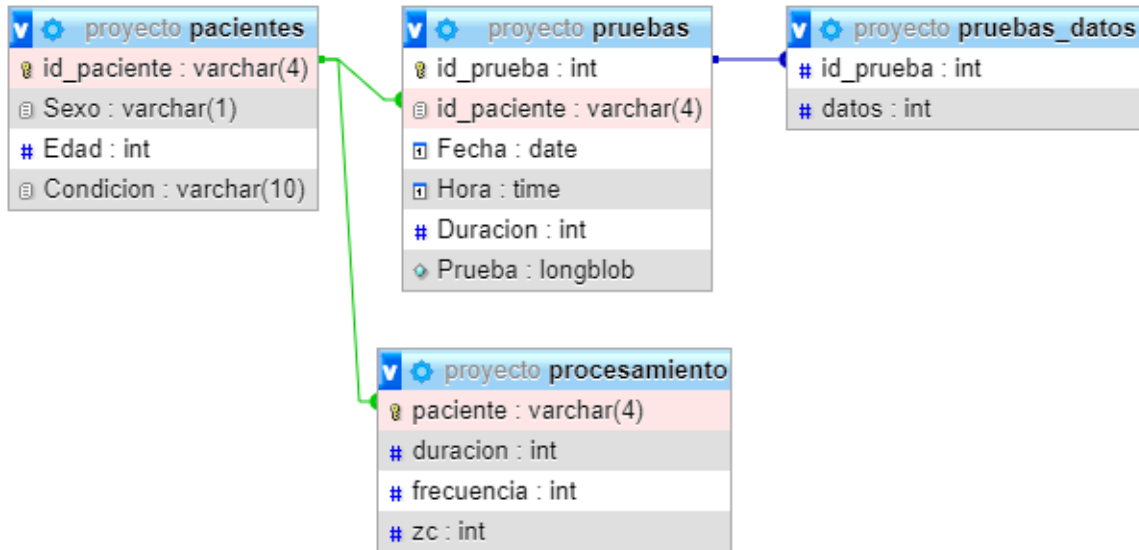 proyecto pacientes
id_paciente : varchar(4)
Sexo : varchar(1)
# Edad : int
Condicion : varchar(10)
proyecto pruebas
id_prueba : int
id_paciente : varchar(4)
Fecha : date
Hora : time
# Duracion : int
Prueba : longblob
proyecto pruebas_datos
# id_prueba : int
# datos : int
proyecto procesamiento
paciente : varchar(4)
# duracion : int
# frecuencia : int
# zc : int